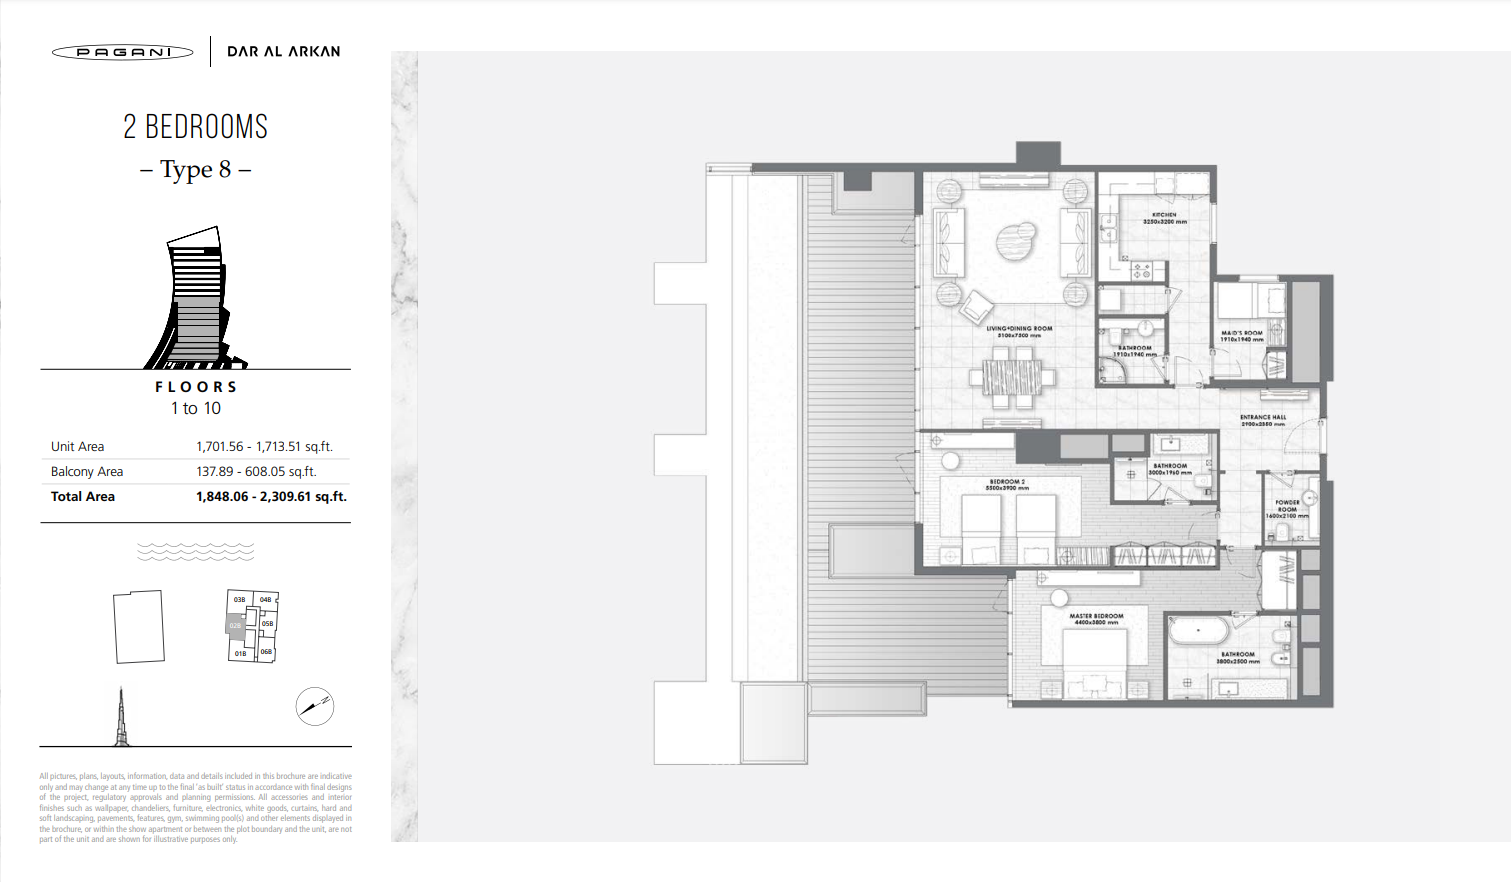 PAGANI
DAR AL ARKAN
2 BEDROOMS
– Type 8 –
FLOORS
1 to 10
Unit Area 1,701.56 - 1,713.51 sq.ft.
Balcony Area 137.89 - 608.05 sq.ft.
Total Area 1,848.06 - 2,309.61 sq.ft.
03B 04B
02B 05B
01B 06B
N
All pictures, plans, layouts, information, data and details included in this brochure are indicative
only and may change at any time up to the final 'as built' status in accordance with final designs
of the project, regulatory approvals and planning permissions. All accessories and interior
finishes such as wallpaper, chandeliers, furniture, electronics, white goods, curtains, hard and
soft landscaping, pavements, features, gym, swimming pool(s) and other elements displayed in
the brochure, or within the show apartment or between the plot boundary and the unit, are not
part of the unit and are shown for illustrative purposes only.
KITCHEN
3250x3200 mm
LIVING+DINING ROOM
5100x7500 mm
BATHROOM
1910x1940 mm
MAID'S ROOM
1910x1940 mm
ENTRANCE HALL
2900x2550 mm
BEDROOM 2
5500x3900 mm
BATHROOM
3000x1960 mm
POWDER
ROOM
1600x2100 mm
MASTER BEDROOM
4400x3800 mm
BATHROOM
3800x2500 mm